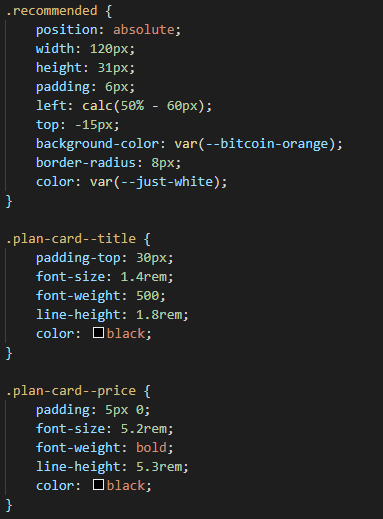 .recommended {
    position: absolute;
    width: 120px;
    height: 31px;
    padding: 6px;
    left: calc(50% - 60px);
    top: -15px;
    background-color: var(--bitcoin-orange);
    border-radius: 8px;
    color: var(--just-white);
}

.plan-card--title {
    padding-top: 30px;
    font-size: 1.4rem;
    font-weight: 500;
    line-height: 1.8rem;
    color: black;
}

.plan-card--price {
    padding: 5px 0;
    font-size: 5.2rem;
    font-weight: bold;
    line-height: 5.3rem;
    color: black;
}